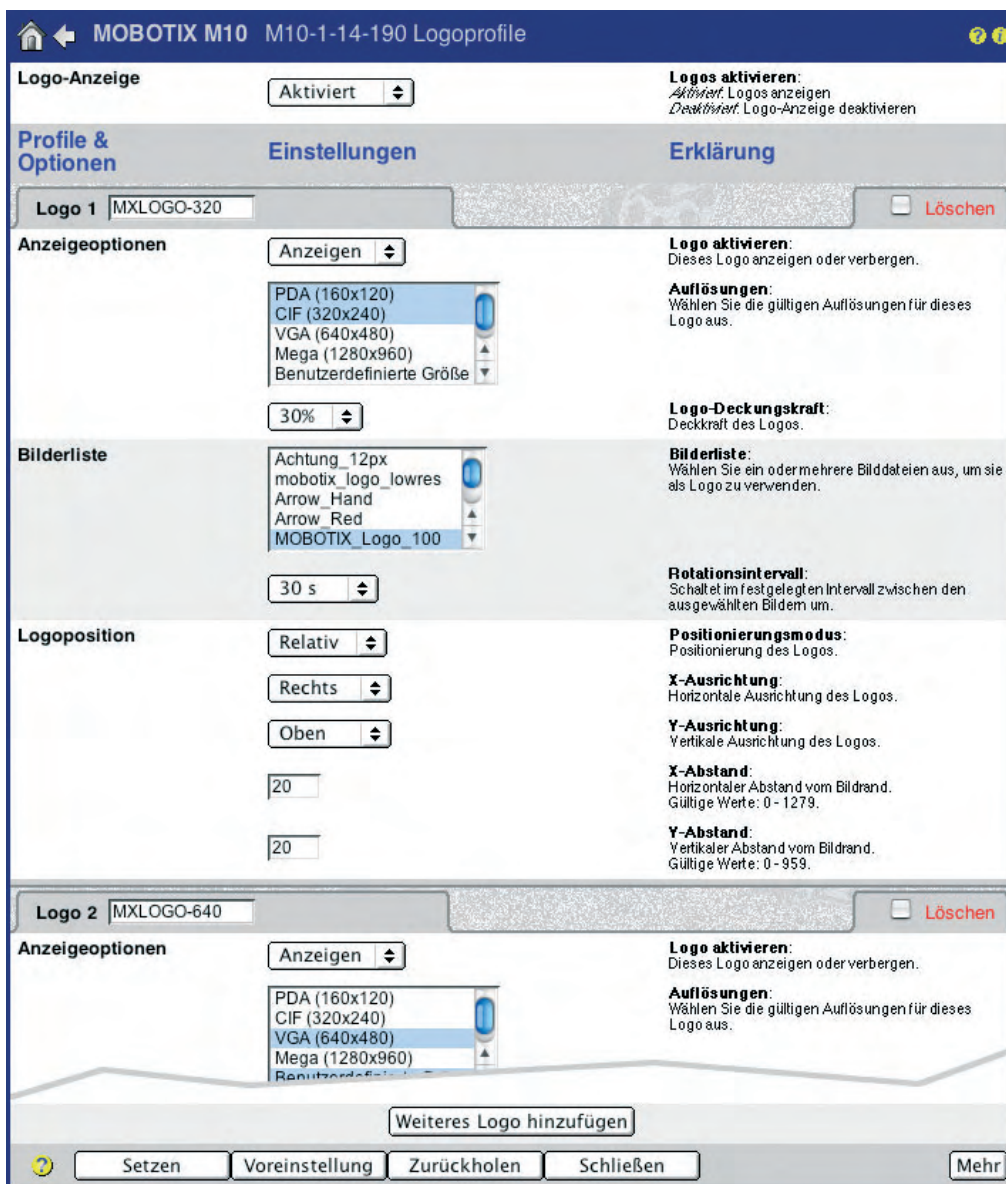 MOBOTIX M10 M10-1-14-190 Logoprofile
Logo-Anzeige
Aktiviert
Logos aktivieren:
Aktiviert: Logos anzeigen
Deaktiviert: Logo-Anzeige deaktivieren
Profile &
Optionen
Einstellungen
Erklärung
Logo 1 MXLOGO-320
Löschen
Anzeigeoptionen
Anzeigen
Logo aktivieren:
Dieses Logo anzeigen oder verbergen.
PDA (160x120)
CIF (320x240)
VGA (640x480)
Mega (1280x960)
Benutzerdefinierte Größe
Auflösungen:
Wählen Sie die gültigen Auflösungen für dieses
Logo aus.
30%
Logo-Deckungskraft:
Deckkraft des Logos.
Bilderliste
Achtung_12px
mobotix_logo_lowres
Arrow_Hand
Arrow_Red
MOBOTIX_Logo_100
Bilderliste:
Wählen Sie ein oder mehrere Bilddateien aus, um sie
als Logo zu verwenden.
30 s
Rotationsintervall:
Schaltet im festgelegten Intervall zwischen den
ausgewählten Bildern um.
Logoposition
Relativ
Positionierungsmodus:
Positionierung des Logos.
Rechts
X-Ausrichtung:
Horizontale Ausrichtung des Logos.
Oben
Y-Ausrichtung:
Vertikale Ausrichtung des Logos.
20
X-Abstand:
Horizontaler Abstand vom Bildrand.
Gültige Werte: 0 - 1279.
20
Y-Abstand:
Vertikaler Abstand vom Bildrand.
Gültige Werte: 0 - 959.
Logo 2 MXLOGO-640
Löschen
Anzeigeoptionen
Anzeigen
Logo aktivieren:
Dieses Logo anzeigen oder verbergen.
PDA (160x120)
CIF (320x240)
VGA (640x480)
Mega (1280x960)
Auflösungen:
Wählen Sie die gültigen Auflösungen für dieses
Logo aus.
Weiteres Logo hinzufügen
Setzen
Voreinstellung
Zurückholen
Schließen
Mehr